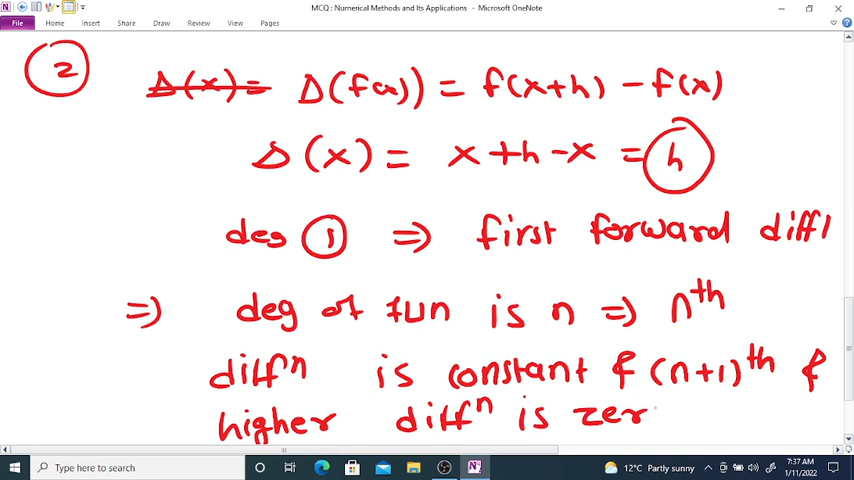 MCQ : Numerical Methods and Its Applications - OneNote
File Home Insert Share Draw History Review View Pages
2 Δ(x)= Δ(f(x)) = f(x+h) - f(x)
Δ(x) = x+h-x = h
deg 1 ⇒ first forward diff
⇒ deg of fun is n ⇒ nth
diffⁿ is constant & (n+1)th &
higher diffⁿ is zer
Type here to search
12°C Partly sunny
7:37 AM
1/11/2022